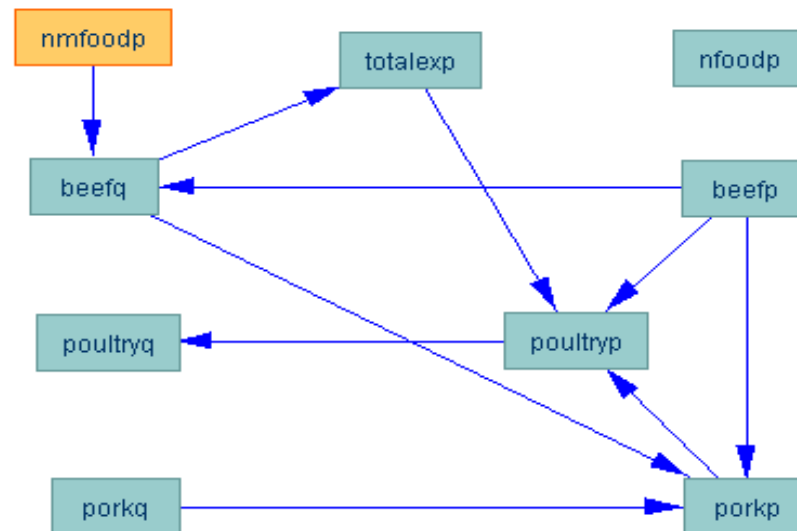 nmfoodp
totalexp
nfoodp
beefq
beefp
poultryq
poultryp
porkq
porkp